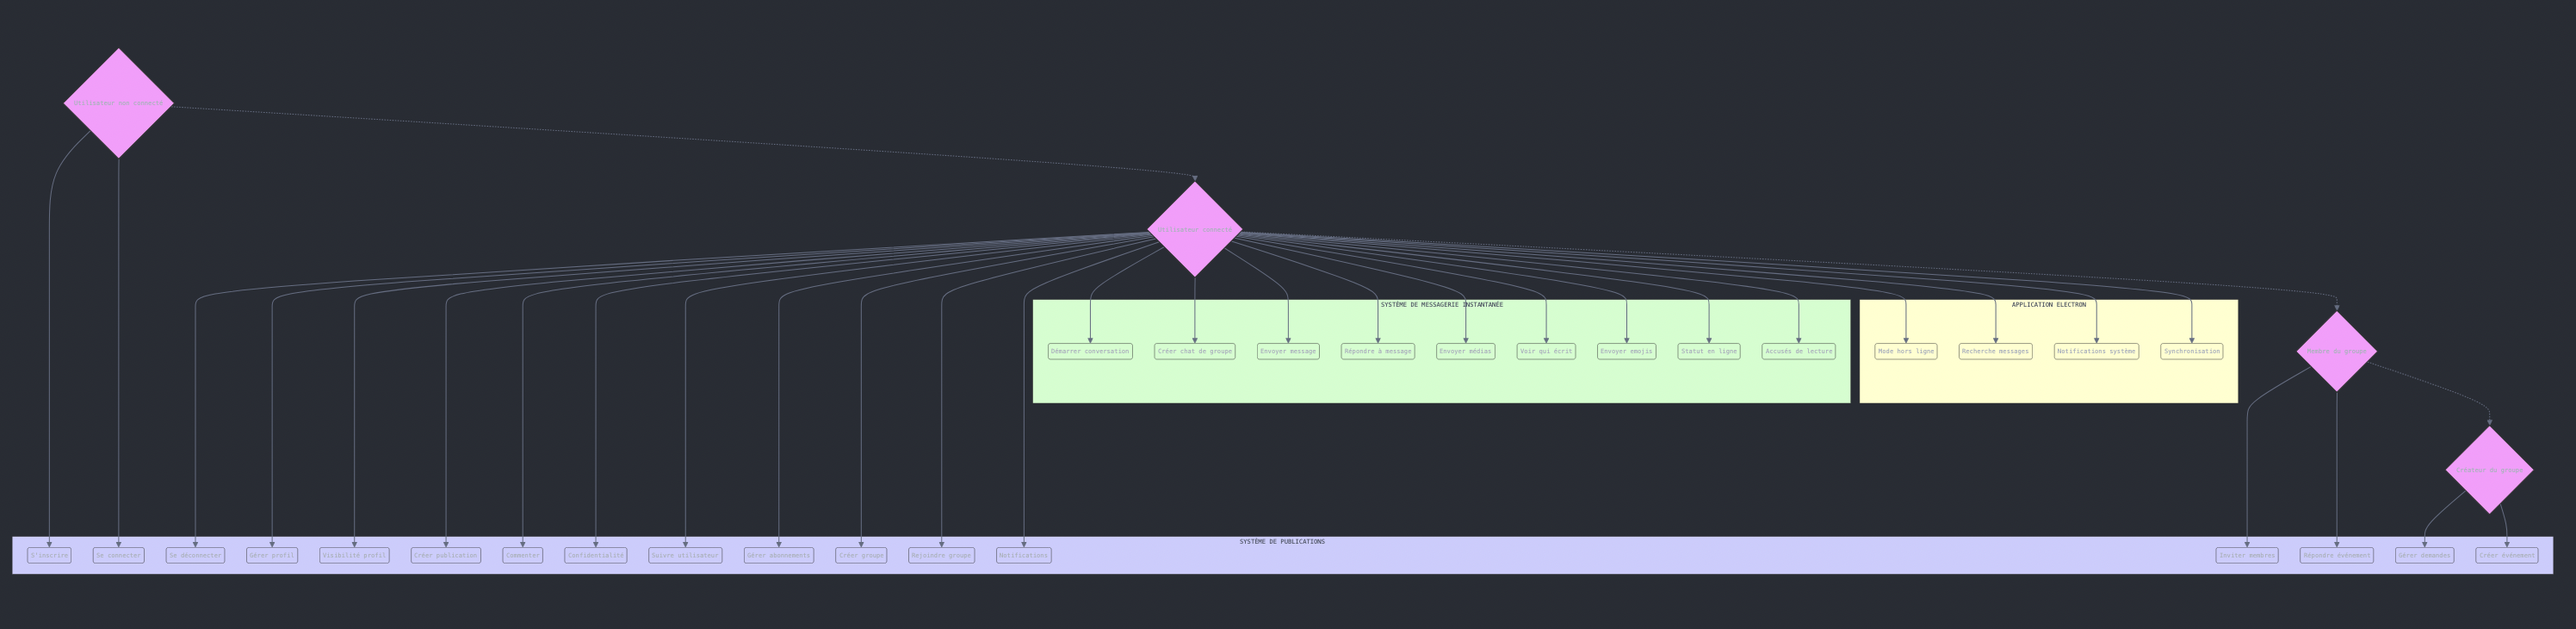 Utilisateur non connecté
Utilisateur connecté
SYSTÈME DE MESSAGERIE INSTANTANÉE
APPLICATION ELECTRON
Démarrer conversation
Créer chat de groupe
Envoyer message
Répondre à message
Envoyer médias
Voir qui écrit
Envoyer emojis
Statut en ligne
Accusés de lecture
Mode hors ligne
Recherche messages
Notifications système
Synchronisation
Membre du groupe
Créateur du groupe
SYSTÈME DE PUBLICATIONS
S'inscrire
Se connecter
Se déconnecter
Gérer profil
Visibilité profil
Créer publication
Commenter
Confidentialité
Suivre utilisateur
Gérer abonnements
Créer groupe
Rejoindre groupe
Notifications
Inviter membres
Répondre événement
Gérer demandes
Créer événement